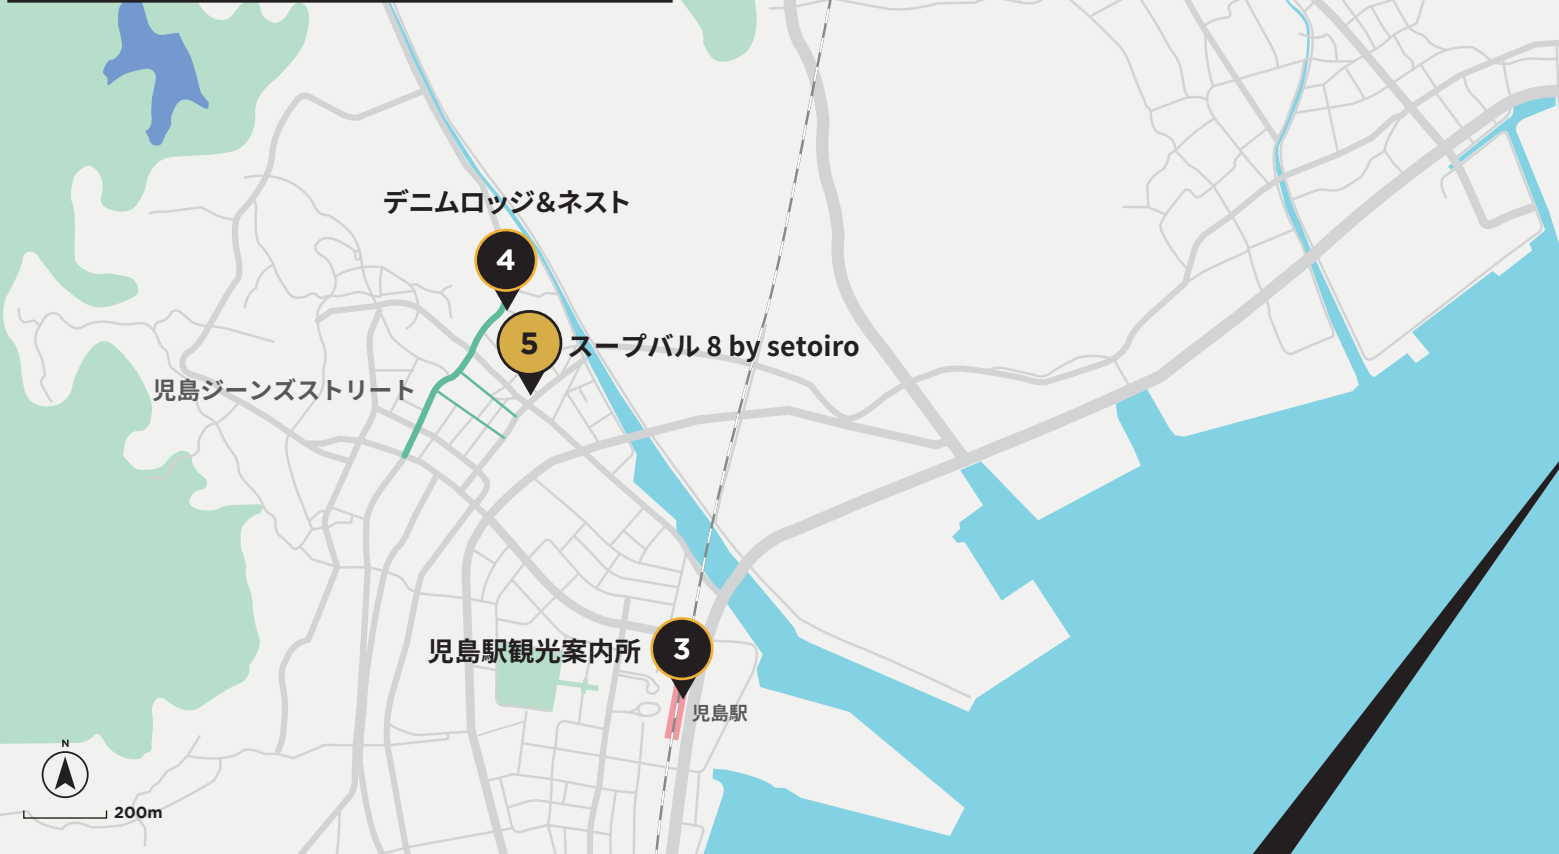 デニムロッジ&ネスト
4
5
スープバル 8 by setoiro
児島ジーンズストリート
児島駅観光案内所
3
児島駅
N
200m